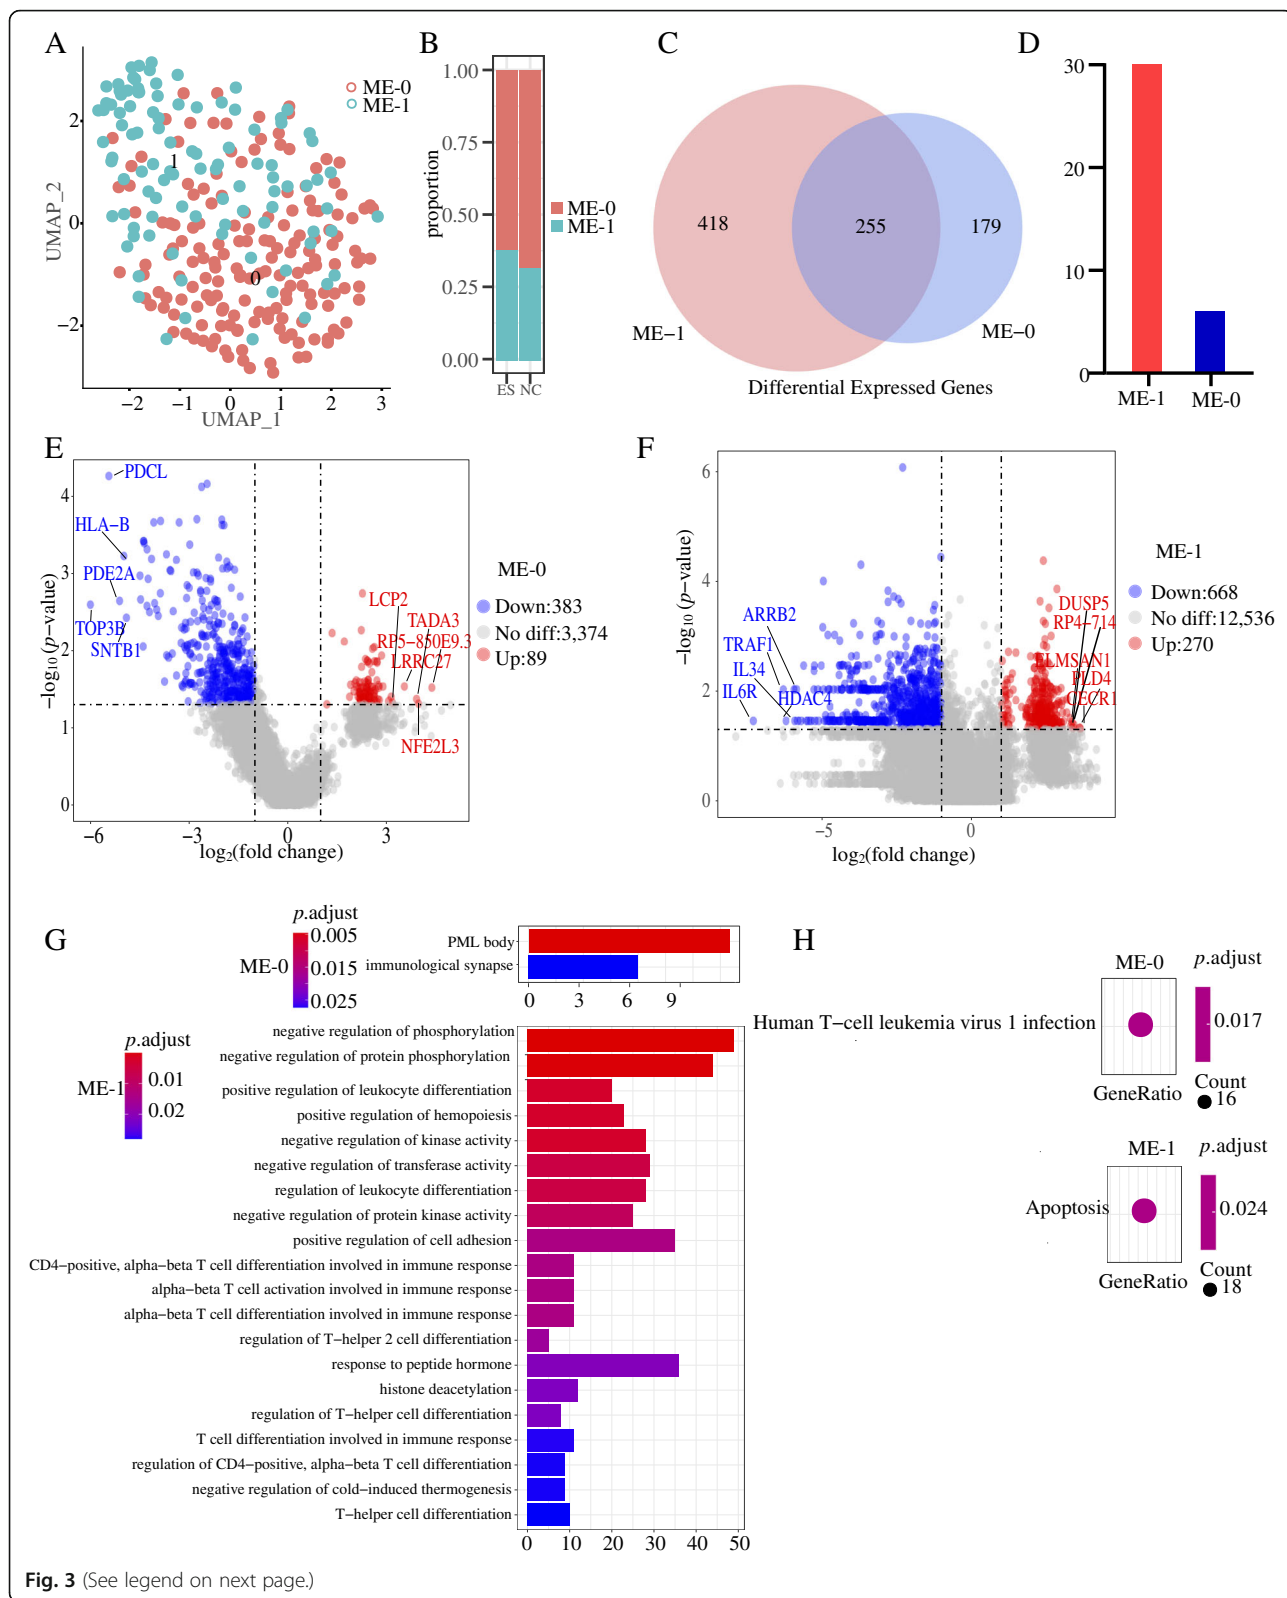 A
B
C
D
ME-0
ME-1
1
0
UMAP_2
2
0
−2
−2 −1 0 1 2 3
UMAP_1
proportion
1.00
0.75
0.50
0.25
0.00
ES NC
ME-0
ME-1
418
255
179
ME−1
ME−0
Differential Expressed Genes
30
20
10
0
ME-1
ME-0
E
−log10 (p−value)
4
3
2
1
0
PDCL
HLA−B
PDE2A
TOP3B
SNTB1
LCP2
TADA3
RP5−850E9.3
LRRC27
NFE2L3
−6 −3 0 3
log2(fold change)
ME-0
Down:383
No diff:3,374
Up:89
F
−log10 (p−value)
6
4
2
0
ARRB2
TRAF1
IL34
IL6R
HDAC4
DUSP5
RP4−714
ELMSAN1
PLD4
CECR1
−5 0
log2(fold change)
ME-1
Down:668
No diff:12,536
Up:270
G
p.adjust
ME-0
0.005
0.015
0.025
PML body
immunological synapse
0 3 6 9
p.adjust
ME-1
0.01
0.02
negative regulation of phosphorylation
negative regulation of protein phosphorylation
positive regulation of leukocyte differentiation
positive regulation of hemopoiesis
negative regulation of kinase activity
negative regulation of transferase activity
regulation of leukocyte differentiation
negative regulation of protein kinase activity
positive regulation of cell adhesion
CD4−positive, alpha−beta T cell differentiation involved in immune response
alpha−beta T cell activation involved in immune response
alpha−beta T cell differentiation involved in immune response
regulation of T−helper 2 cell differentiation
response to peptide hormone
histone deacetylation
regulation of T−helper cell differentiation
T cell differentiation involved in immune response
regulation of CD4−positive, alpha−beta T cell differentiation
negative regulation of cold−induced thermogenesis
T−helper cell differentiation
0 10 20 30 40 50
H
ME-0
p.adjust
Human T−cell leukemia virus 1 infection
0.017
GeneRatio
Count
16
ME-1
p.adjust
Apoptosis
0.024
GeneRatio
Count
18
Fig. 3 (See legend on next page.)